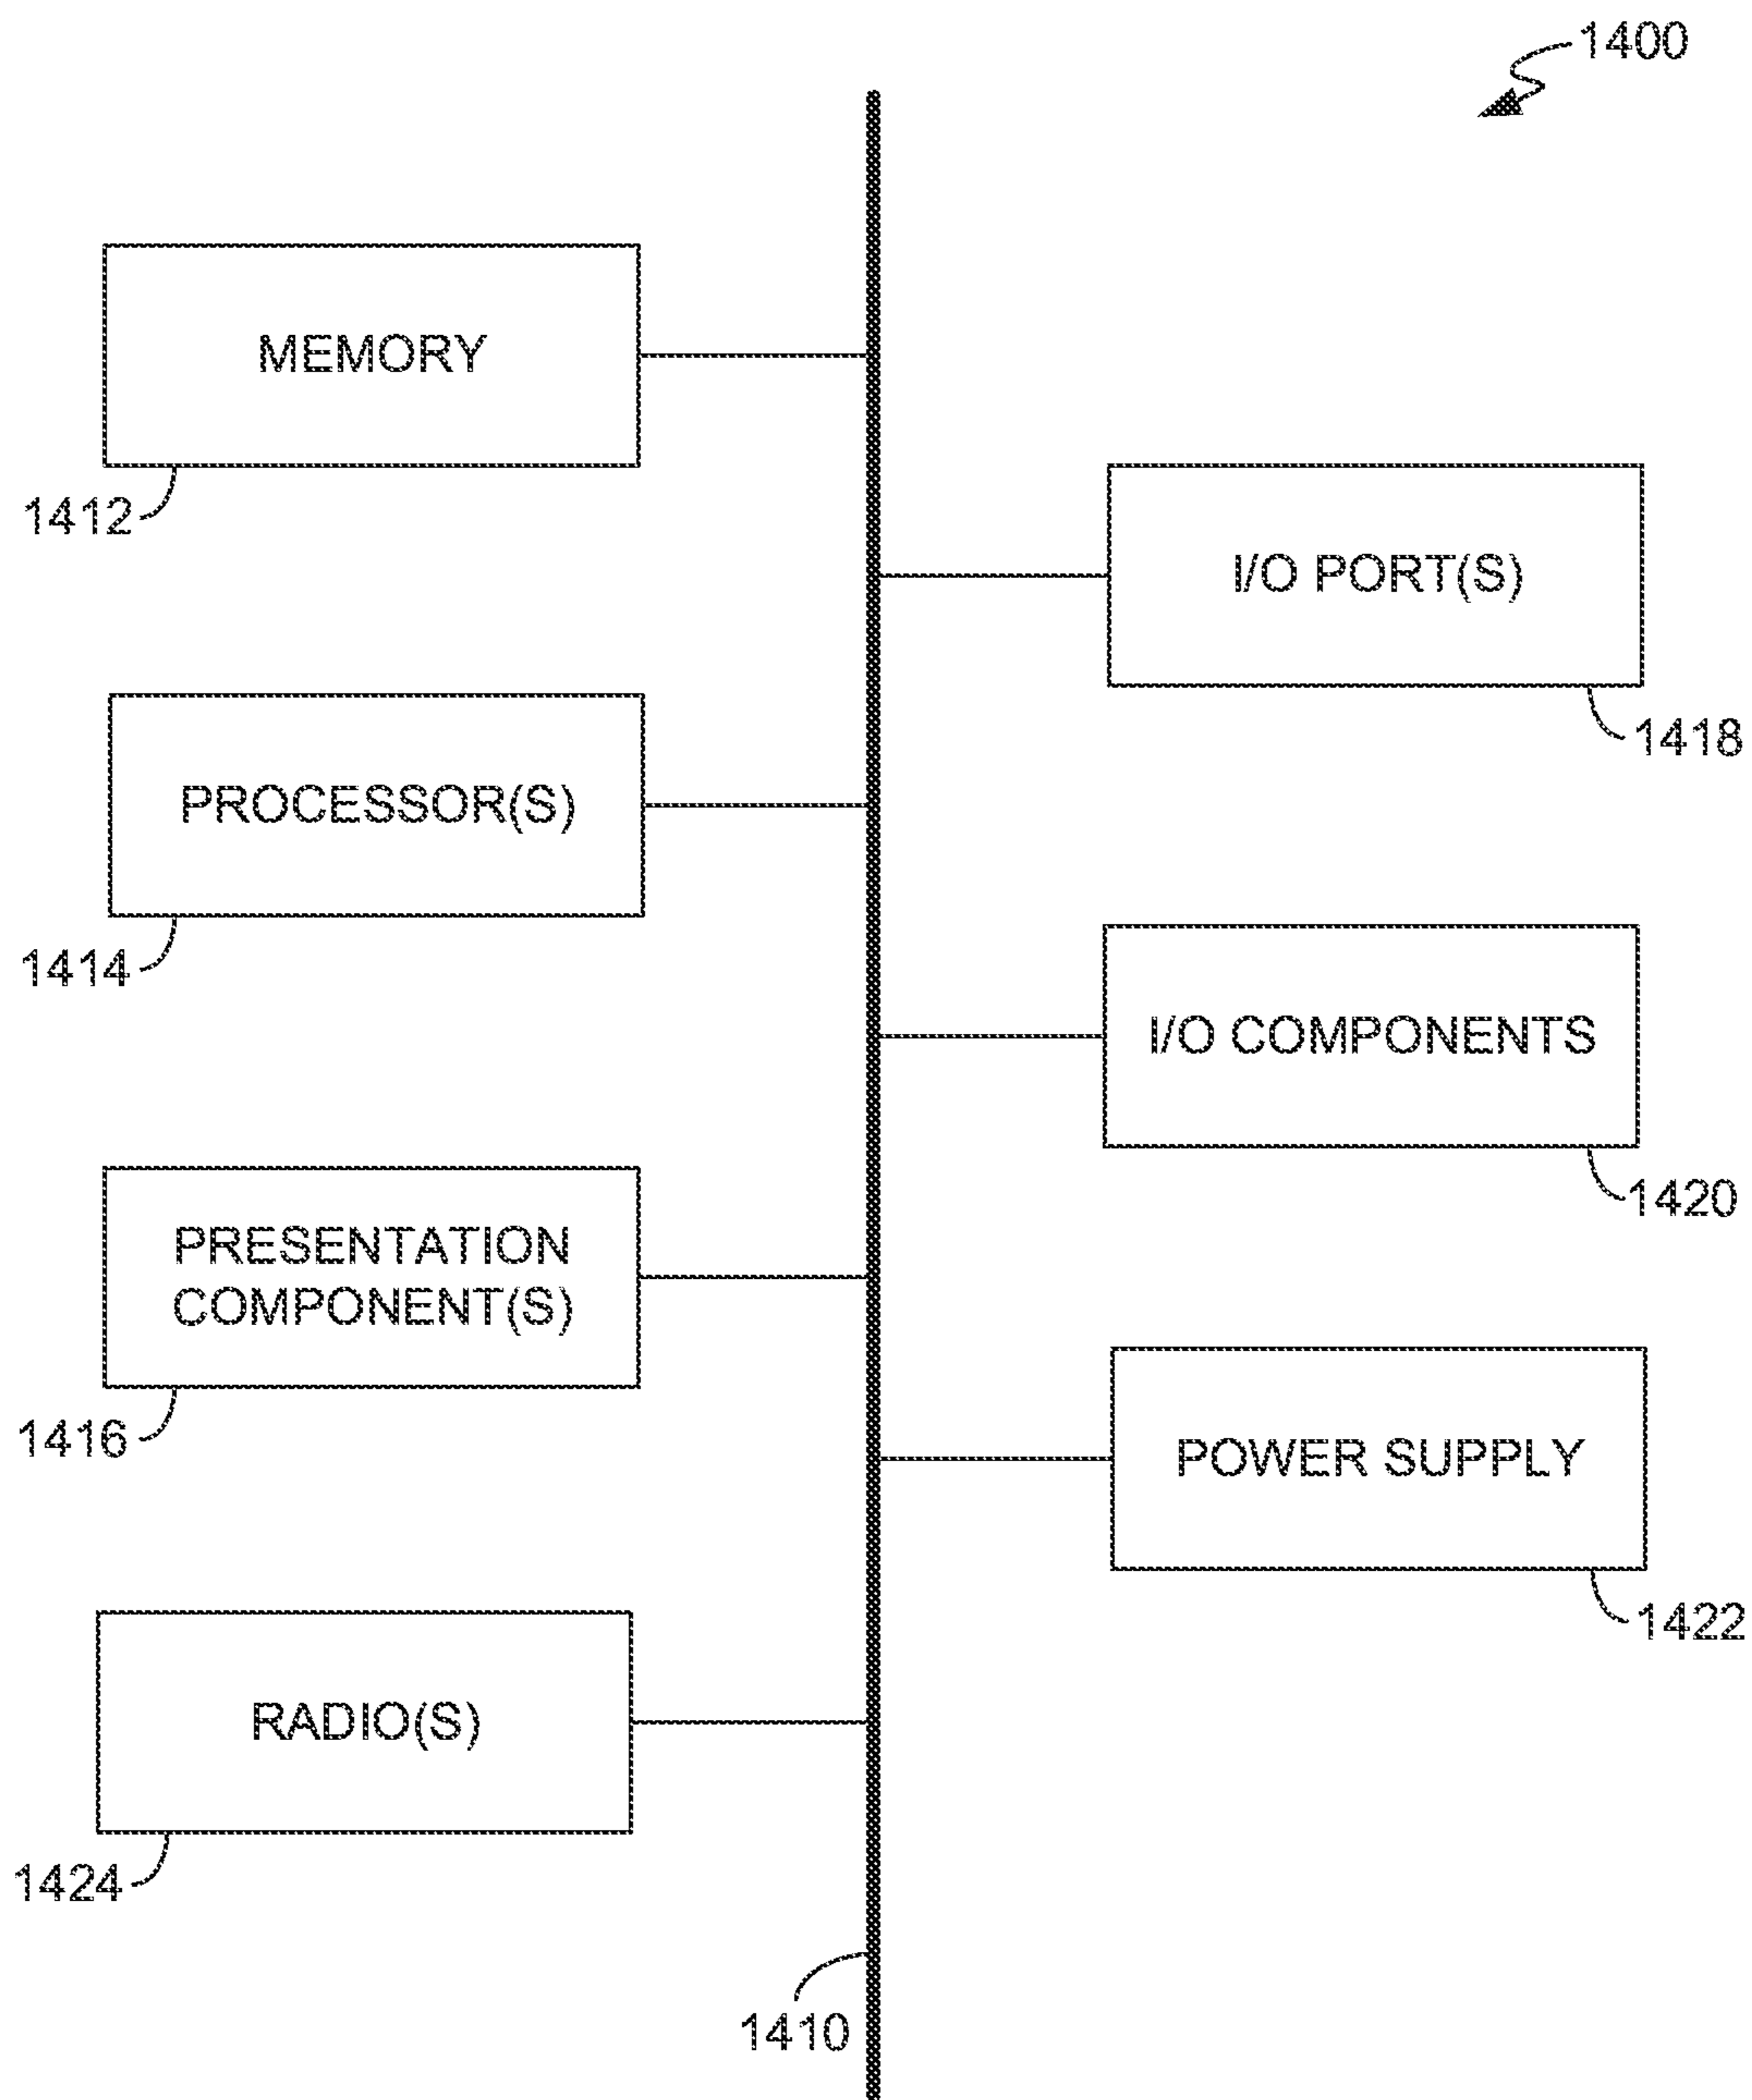 1400
MEMORY
1412
I/O PORT(S)
1418
PROCESSOR(S)
1414
I/O COMPONENTS
1420
PRESENTATION
COMPONENT(S)
1416
POWER SUPPLY
1422
RADIO(S)
1424
1410